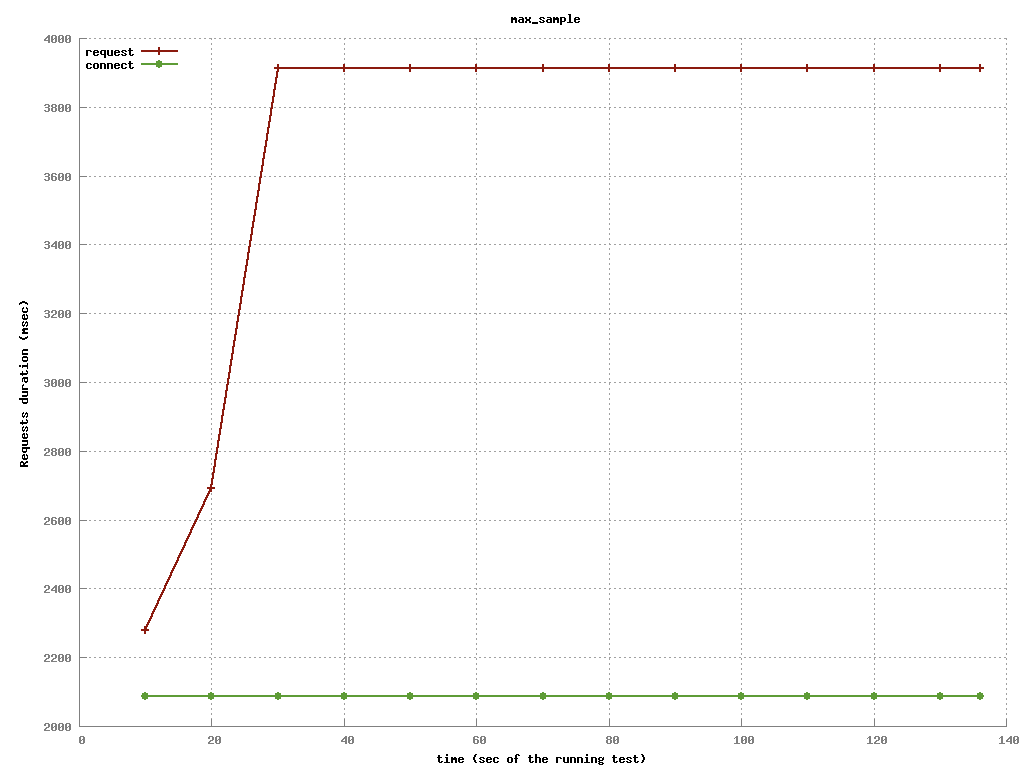 max_sample
4000
request
connect
3800
3600
3400
3200
3000
2800
2600
2400
2200
2000
Requests duration (msec)
0 20 40 60 80 100 120 140
time (sec of the running test)